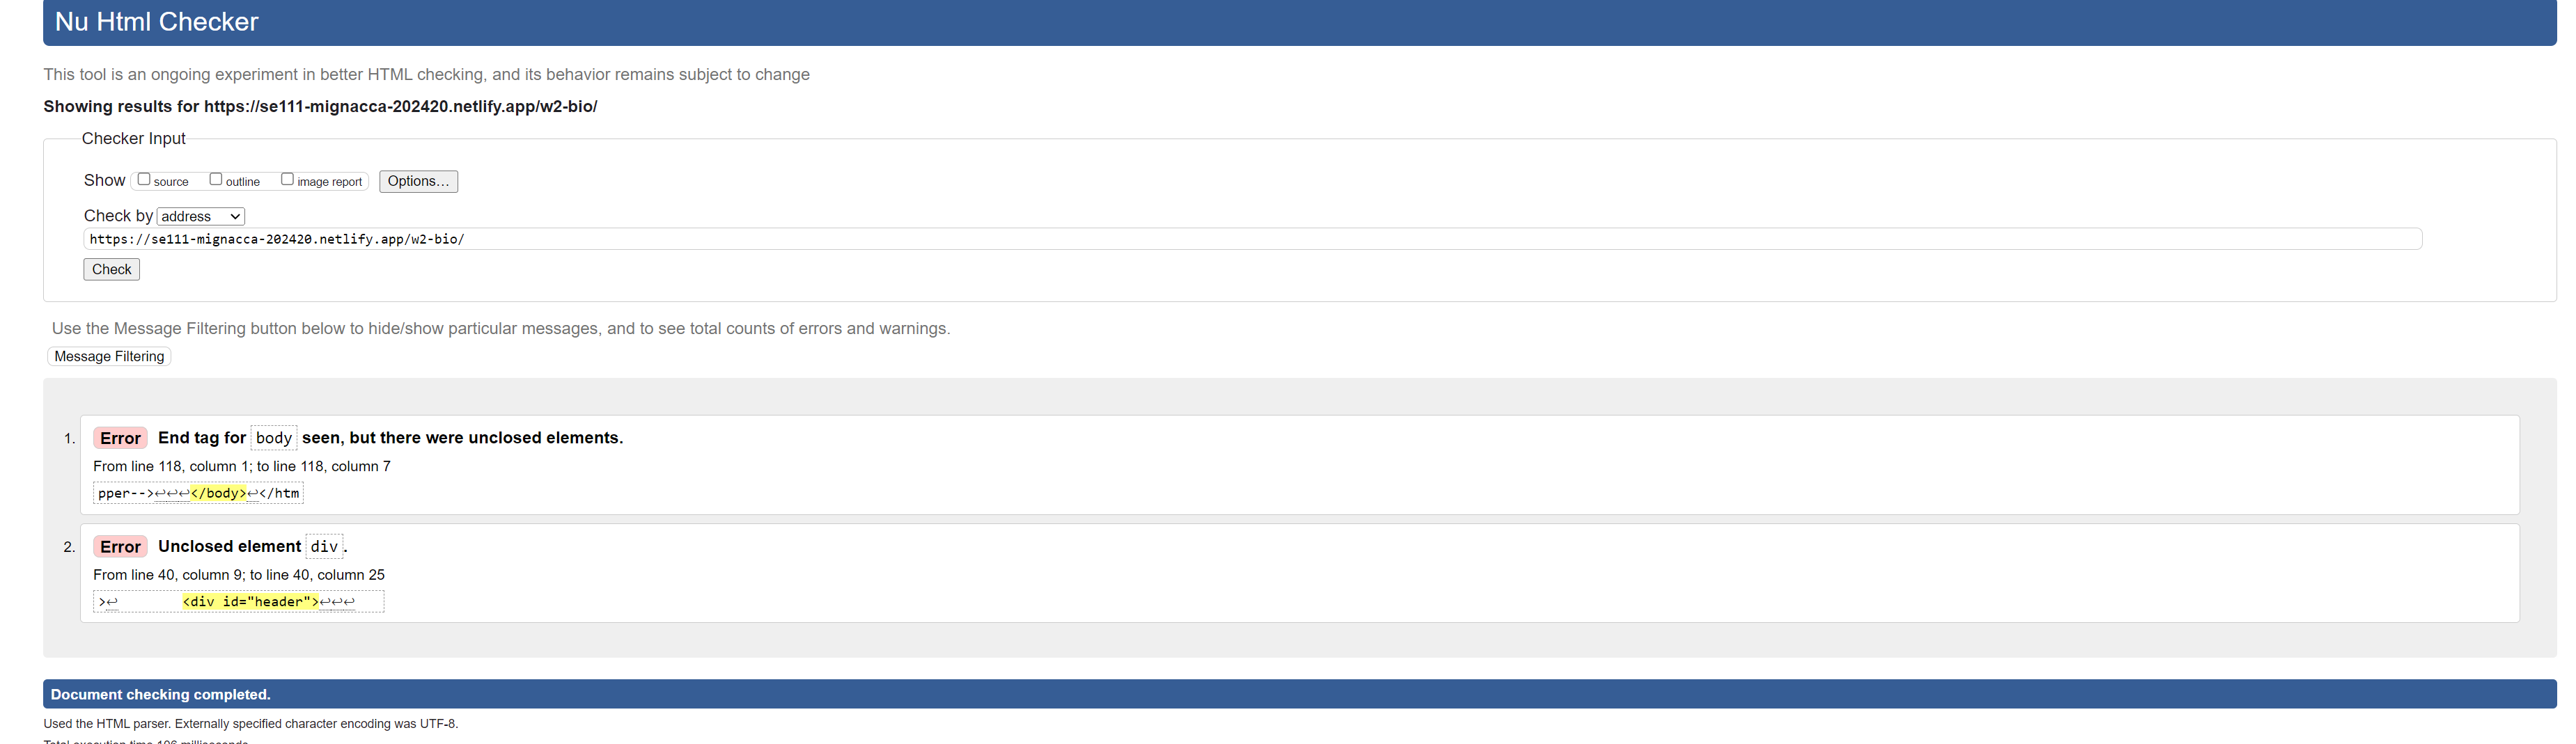 Nu Html Checker
This tool is an ongoing experiment in better HTML checking, and its behavior remains subject to change
Showing results for https://se111-mignacca-202420.netlify.app/w2-bio/
Checker Input
Show source outline image report Options…
Check by address
https://se111-mignacca-202420.netlify.app/w2-bio/
Check
Use the Message Filtering button below to hide/show particular messages, and to see total counts of errors and warnings.
Message Filtering
1. Error End tag for body seen, but there were unclosed elements.
From line 118, column 1; to line 118, column 7
pper-->↩↩↩</body>↩</htm
2. Error Unclosed element div.
From line 40, column 9; to line 40, column 25
>↩ <div id="header">↩↩↩
Document checking completed.
Used the HTML parser. Externally specified character encoding was UTF-8.
Total execution time 106 milliseconds.